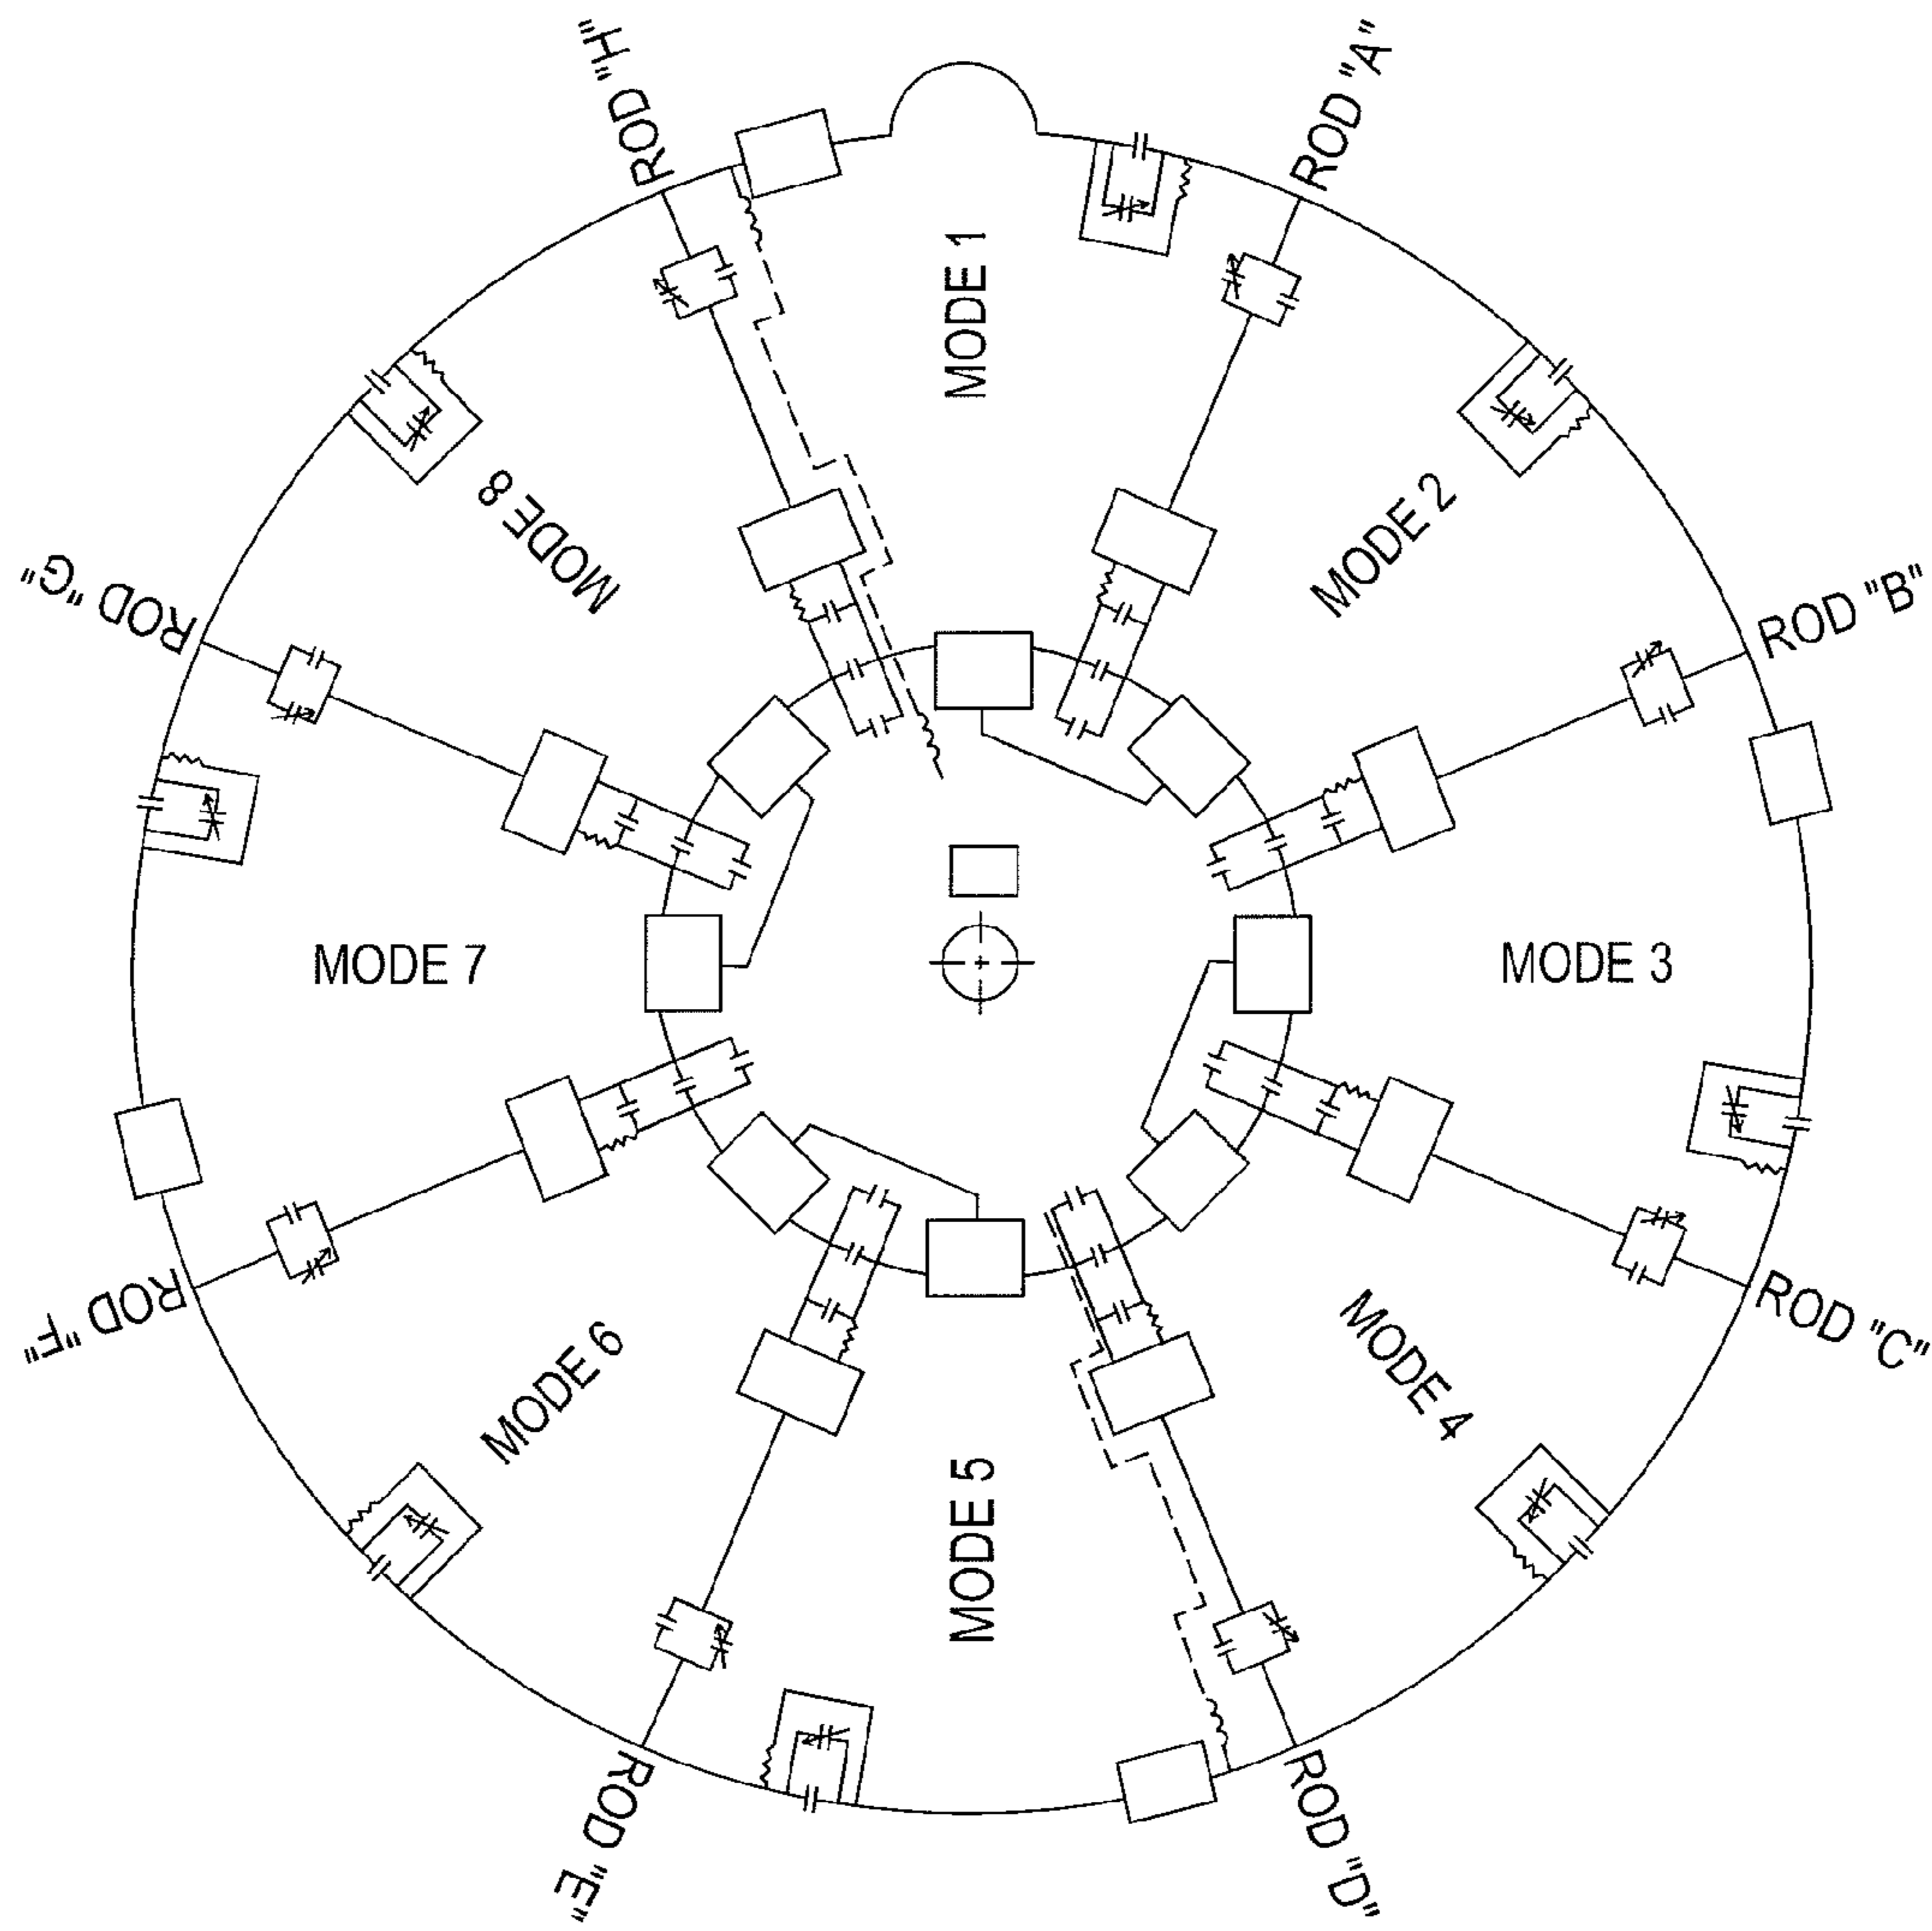 ROD "H"
ROD "A"
MODE 1
MODE 8
MODE 2
ROD "G"
ROD "B"
MODE 7
MODE 3
ROD "F"
ROD "C"
MODE 6
MODE 4
MODE 5
ROD "E"
ROD "D"